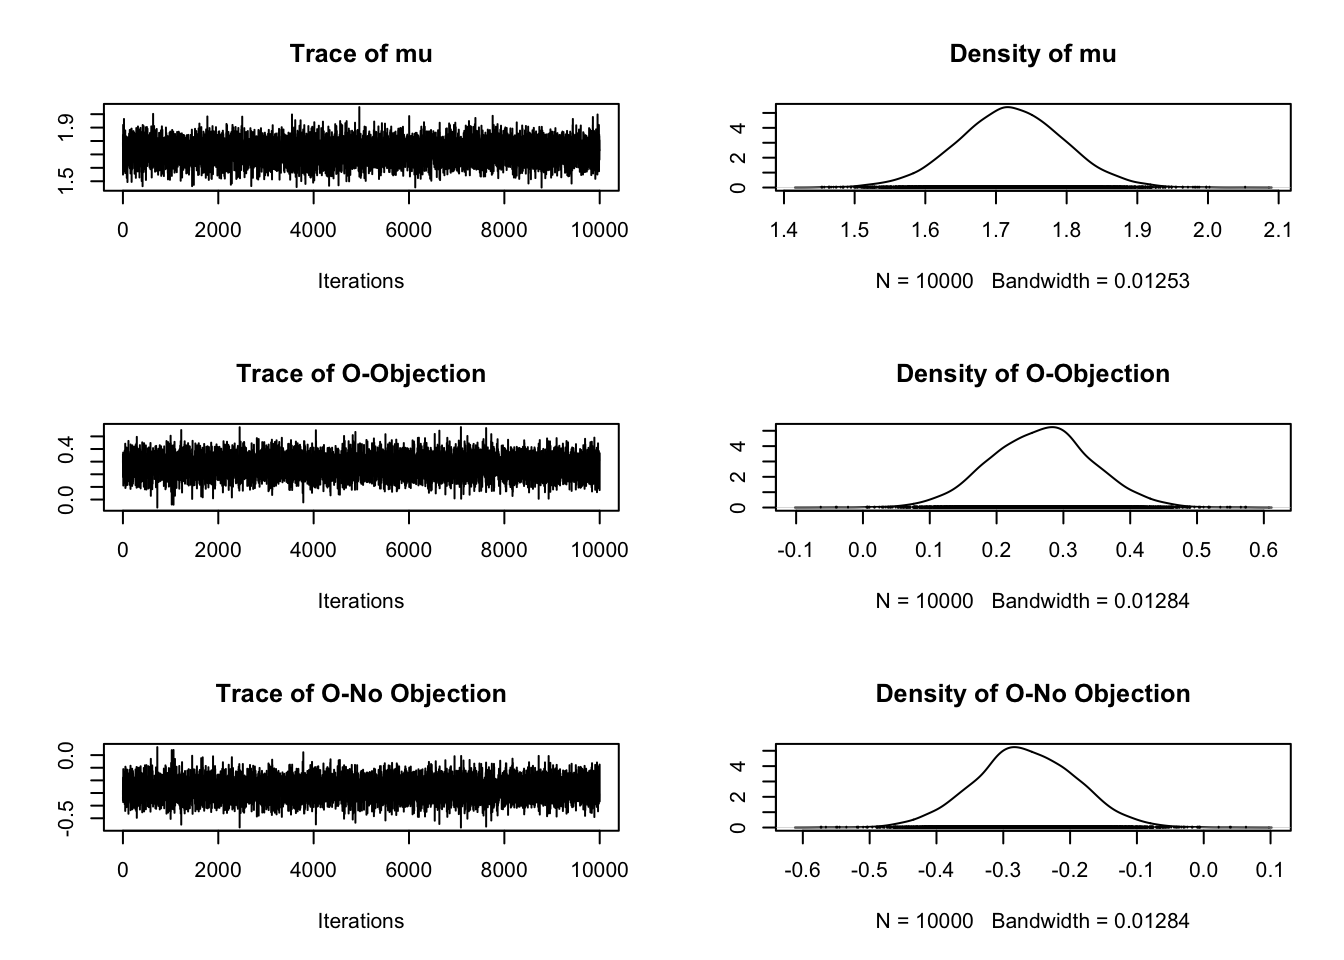 Trace of mu
1.9
1.5
0 2000 4000 6000 8000 10000
Iterations
Density of mu
4
2
0
1.4 1.5 1.6 1.7 1.8 1.9 2.0 2.1
N = 10000 Bandwidth = 0.01253
Trace of O-Objection
0.4
0.0
0 2000 4000 6000 8000 10000
Iterations
Density of O-Objection
4
2
0
-0.1 0.0 0.1 0.2 0.3 0.4 0.5 0.6
N = 10000 Bandwidth = 0.01284
Trace of O-No Objection
0.0
-0.5
0 2000 4000 6000 8000 10000
Iterations
Density of O-No Objection
4
2
0
-0.6 -0.5 -0.4 -0.3 -0.2 -0.1 0.0 0.1
N = 10000 Bandwidth = 0.01284